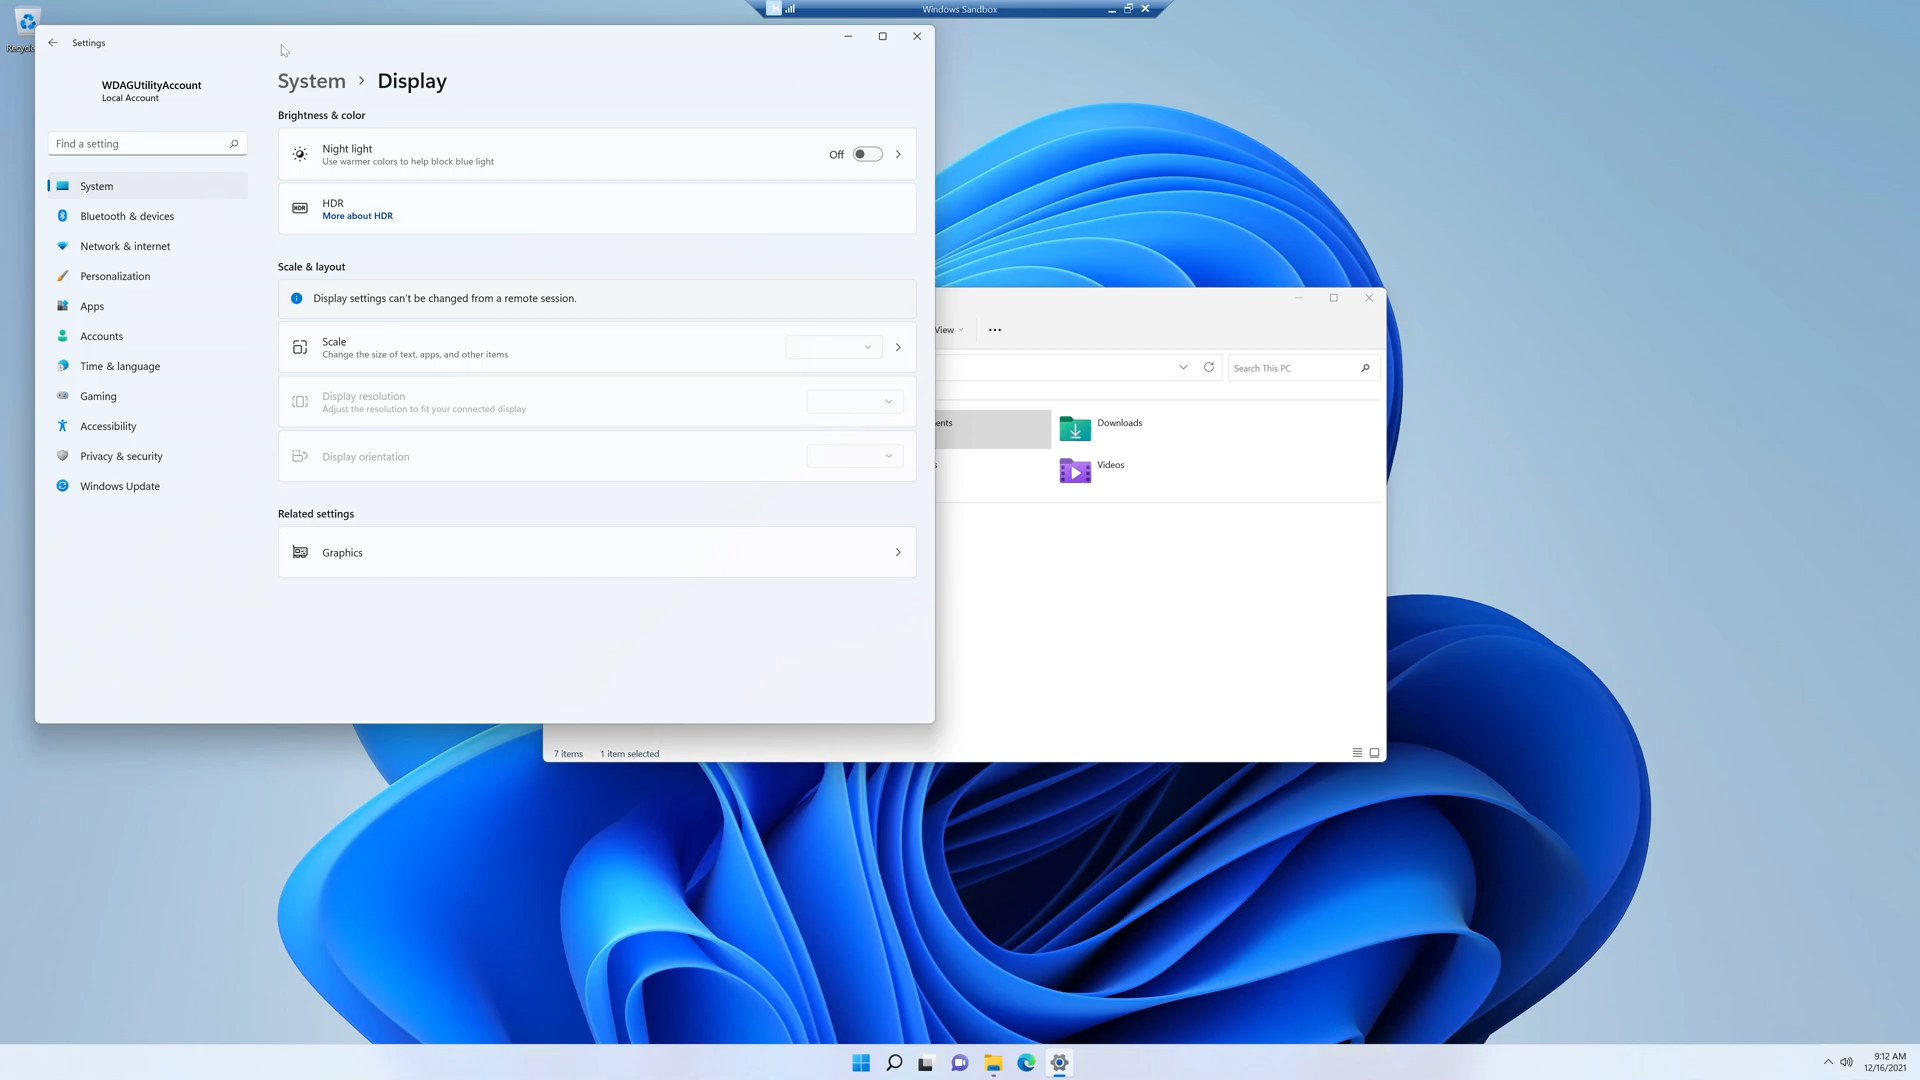 Windows Sandbox
Settings
WDAGUtilityAccount
Local Account
Find a setting
System
Bluetooth & devices
Network & internet
Personalization
Apps
Accounts
Time & language
Gaming
Accessibility
Privacy & security
Windows Update
System > Display
Brightness & color
Night light
Use warmer colors to help block blue light
Off
HDR
HDR
More about HDR
Scale & layout
Display settings can't be changed from a remote session.
Scale
Change the size of text, apps, and other items
Display resolution
Adjust the resolution to fit your connected display
Display orientation
Related settings
Graphics
View
Search This PC
ents
Downloads
s
Videos
7 items 1 item selected
Recycle
9:12 AM
12/16/2021